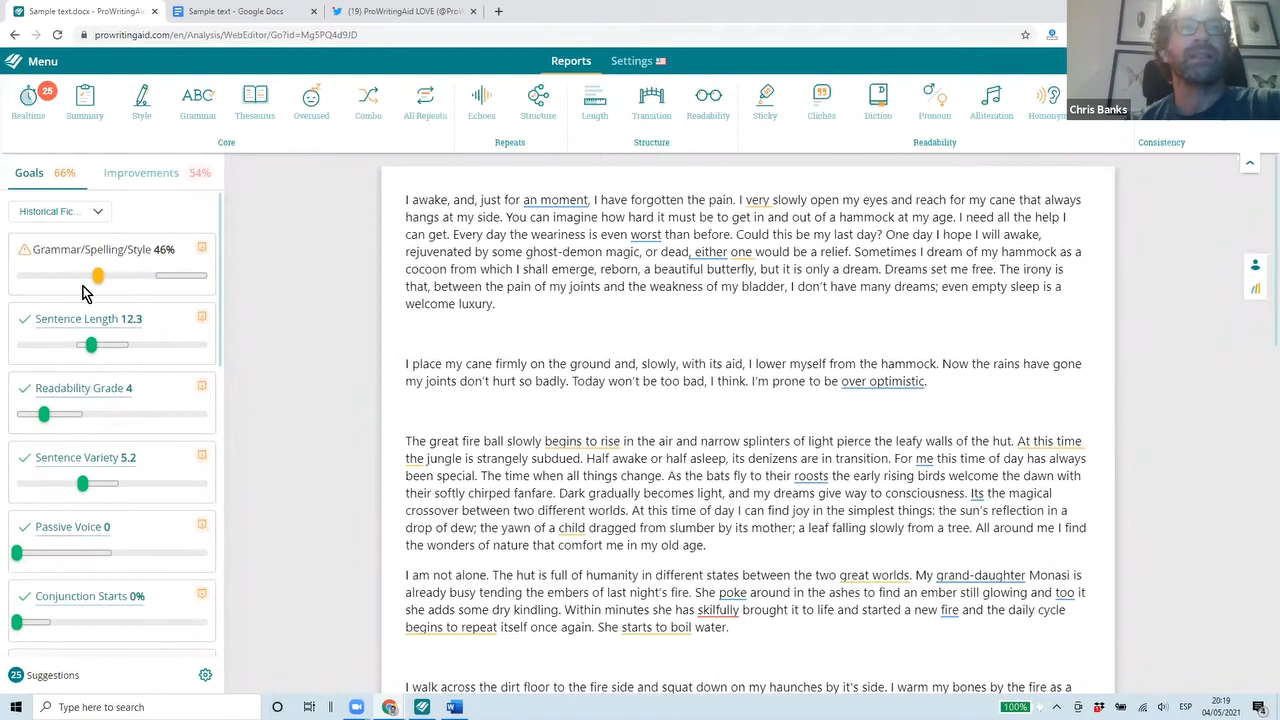 Sample text.docx - ProWritingAid
Sample text - Google Docs
(19) ProWritingAid LOVE (@ProW
prowritingaid.com/en/Analysis/WebEditor/Go?id=Mg5PQ4d9JD
Chris Banks
Menu
Reports
Settings
25
ABC
Realtime
Summary
Style
Grammar
Thesaurus
Overused
Combo
All Repeats
Echoes
Structure
Length
Transition
Readability
Sticky
Clichés
Diction
Pronoun
Alliteration
Homonym
Core
Repeats
Structure
Readability
Consistency
Goals 66%
Improvements 54%
Historical Fic...
Grammar/Spelling/Style 46%
Sentence Length 12.3
Readability Grade 4
Sentence Variety 5.2
Passive Voice 0
Conjunction Starts 0%
25 Suggestions
I awake, and, just for an moment, I have forgotten the pain. I very slowly open my eyes and reach for my cane that always
hangs at my side. You can imagine how hard it must be to get in and out of a hammock at my age. I need all the help I
can get. Every day the weariness is even worst than before. Could this be my last day? One day I hope I will awake,
rejuvenated by some ghost-demon magic, or dead, either one would be a relief. Sometimes I dream of my hammock as a
cocoon from which I shall emerge, reborn, a beautiful butterfly, but it is only a dream. Dreams set me free. The irony is
that, between the pain of my joints and the weakness of my bladder, I don't have many dreams; even empty sleep is a
welcome luxury.
I place my cane firmly on the ground and, slowly, with its aid, I lower myself from the hammock. Now the rains have gone
my joints don't hurt so badly. Today won't be too bad, I think. I'm prone to be over optimistic.
The great fire ball slowly begins to rise in the air and narrow splinters of light pierce the leafy walls of the hut. At this time
the jungle is strangely subdued. Half awake or half asleep, its denizens are in transition. For me this time of day has always
been special. The time when all things change. As the bats fly to their roosts the early rising birds welcome the dawn with
their softly chirped fanfare. Dark gradually becomes light, and my dreams give way to consciousness. Its the magical
crossover between two different worlds. At this time of day I can find joy in the simplest things: the sun's reflection in a
drop of dew; the yawn of a child dragged from slumber by its mother; a leaf falling slowly from a tree. All around me I find
the wonders of nature that comfort me in my old age.
I am not alone. The hut is full of humanity in different states between the two great worlds. My grand-daughter Monasi is
already busy tending the embers of last night's fire. She poke around in the ashes to find an ember still glowing and too it
she adds some dry kindling. Within minutes she has skilfully brought it to life and started a new fire and the daily cycle
begins to repeat itself once again. She starts to boil water.
I walk across the dirt floor to the fire side and squat down on my haunches by it's side. I warm my bones by the fire as a
Type here to search
100%
ESP
20:19
04/05/2021